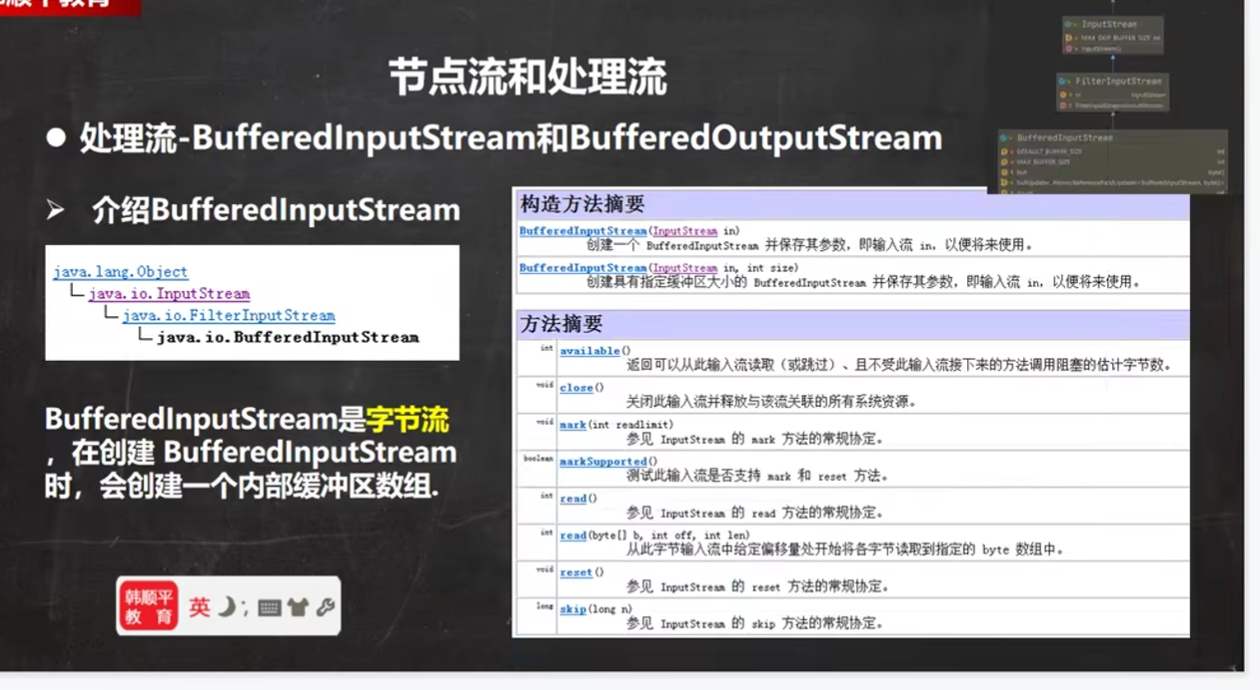 韩顺平教育
节点流和处理流
● 处理流-BufferedInputStream和BufferedOutputStream
➢ 介绍BufferedInputStream
java.lang.Object
java.io.InputStream
java.io.FilterInputStream
java.io.BufferedInputStream
BufferedInputStream是字节流
，在创建 BufferedInputStream
时，会创建一个内部缓冲区数组.
韩顺平
教 育
英
构造方法摘要
BufferedInputStream(InputStream in)
创建一个 BufferedInputStream 并保存其参数，即输入流 in，以便将来使用。
BufferedInputStream(InputStream in, int size)
创建具有指定缓冲区大小的 BufferedInputStream 并保存其参数，即输入流 in，以便将来使用。
方法摘要
int available()
返回可以从此输入流读取（或跳过）、且不受此输入流接下来的方法调用阻塞的估计字节数。
void close()
关闭此输入流并释放与该流关联的所有系统资源。
void mark(int readlimit)
参见 InputStream 的 mark 方法的常规协定。
boolean markSupported()
测试此输入流是否支持 mark 和 reset 方法。
int read()
参见 InputStream 的 read 方法的常规协定。
int read(byte[] b, int off, int len)
从此字节输入流中给定偏移量处开始将各字节读取到指定的 byte 数组中。
void reset()
参见 InputStream 的 reset 方法的常规协定。
long skip(long n)
参见 InputStream 的 skip 方法的常规协定。
InputStream
MAX_SKIP_BUFFER_SIZE int
InputStream()
FilterInputStream
in InputStream
FilterInputStream(InputStream)
BufferedInputStream
DEFAULT_BUFFER_SIZE int
MAX_BUFFER_SIZE int
buf byte[]